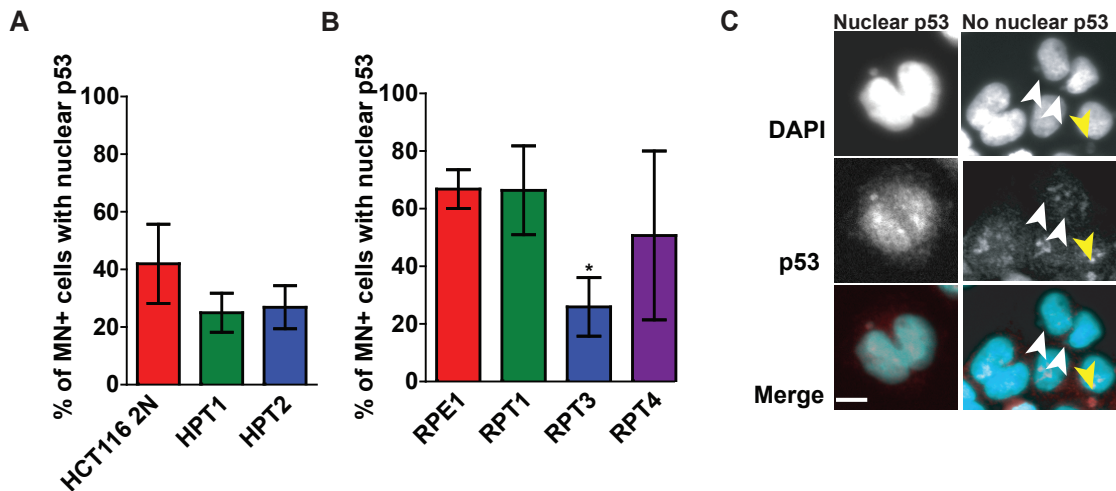 A
% of MN+ cells with nuclear p53
100
80
60
40
20
0
HCT116 2N
HPT1
HPT2
B
% of MN+ cells with nuclear p53
100
80
60
40
20
0
*
RPE1
RPT1
RPT3
RPT4
C
Nuclear p53
No nuclear p53
DAPI
p53
Merge